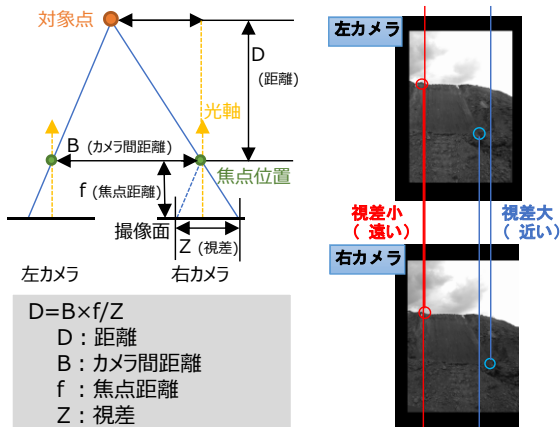 対象点
D
(距離)
光軸
B (カメラ間距離)
f (焦点距離)
焦点位置
撮像面
Z (視差)
左カメラ
右カメラ
D=B×f/Z
D：距離
B：カメラ間距離
f ：焦点距離
Z：視差
左カメラ
視差小
( 遠い)
視差大
( 近い)
右カメラ